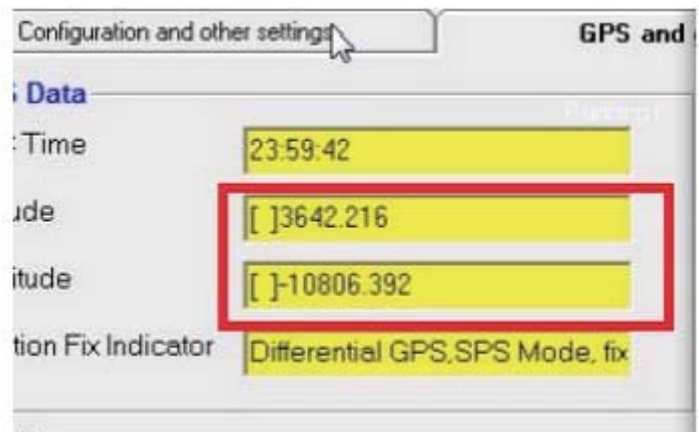 Configuration and other settings
GPS and
Data
Time 23:59:42
ude [ ]3642.216
itude [ ]-10806.392
tion Fix Indicator Differential GPS,SPS Mode, fix